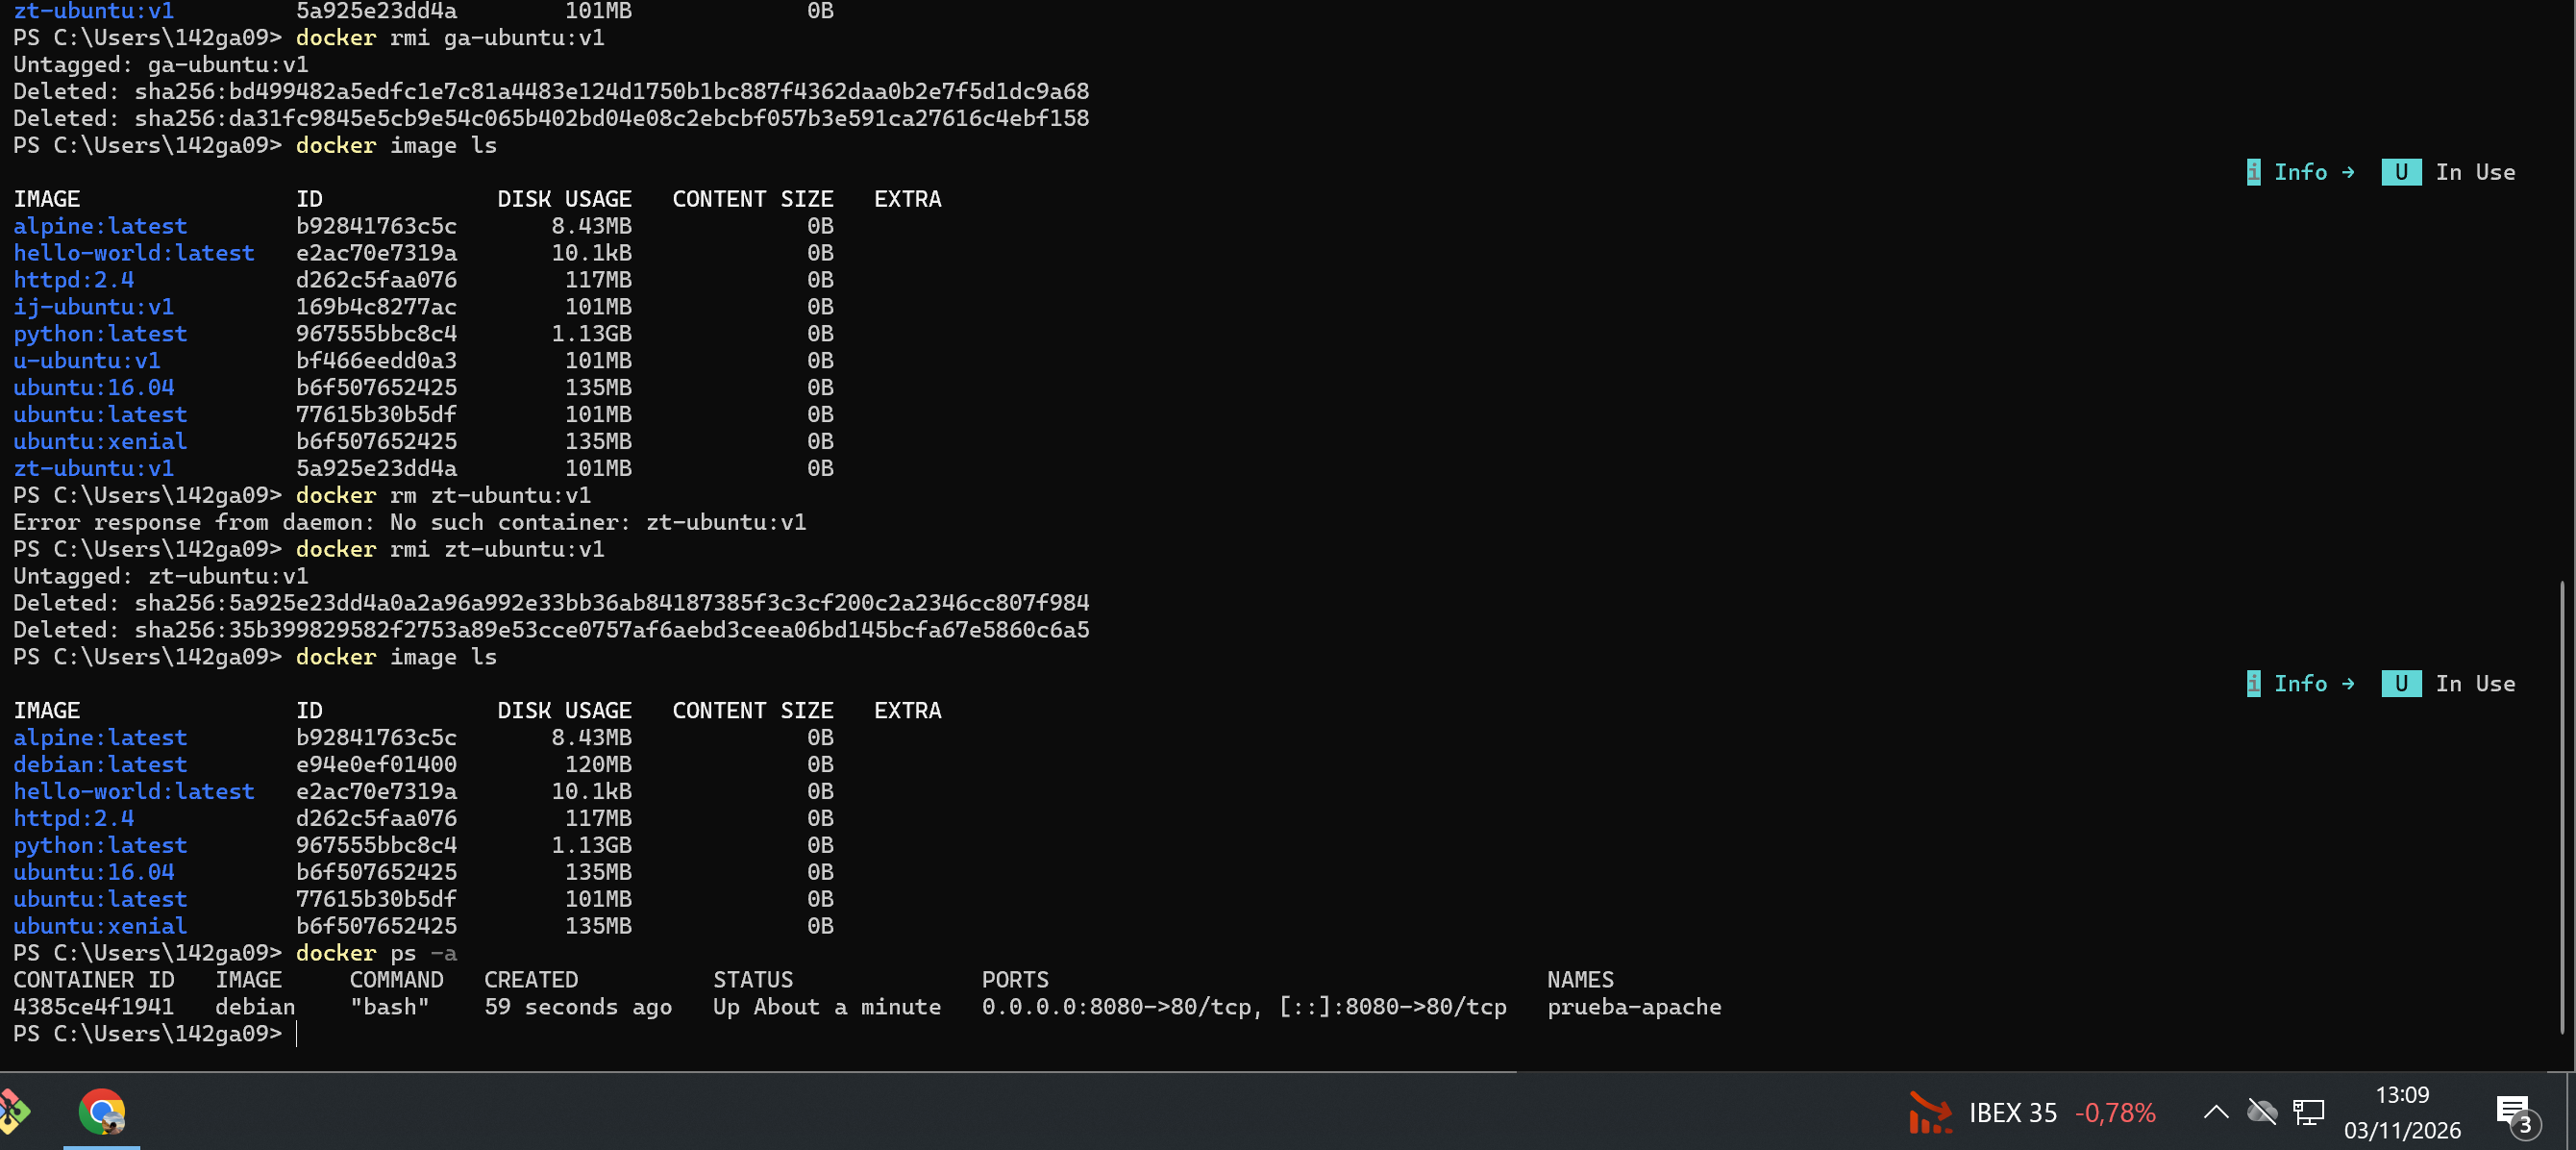 zt-ubuntu:v1         5a925e23dd4a        101MB             0B
PS C:\Users\142ga09> docker rmi ga-ubuntu:v1
Untagged: ga-ubuntu:v1
Deleted: sha256:bd499482a5edfc1e7c81a4483e124d1750b1bc887f4362daa0b2e7f5d1dc9a68
Deleted: sha256:da31fc9845e5cb9e54c065b402bd04e08c2ebcbf057b3e591ca27616c4ebf158
PS C:\Users\142ga09> docker image ls
i Info →   U  In Use
IMAGE                ID             DISK USAGE   CONTENT SIZE   EXTRA
alpine:latest        b92841763c5c       8.43MB             0B
hello-world:latest   e2ac70e7319a       10.1kB             0B
httpd:2.4            d262c5faa076        117MB             0B
ij-ubuntu:v1         169b4c8277ac        101MB             0B
python:latest        967555bbc8c4       1.13GB             0B
u-ubuntu:v1          bf466eedd0a3        101MB             0B
ubuntu:16.04         b6f507652425        135MB             0B
ubuntu:latest        77615b30b5df        101MB             0B
ubuntu:xenial        b6f507652425        135MB             0B
zt-ubuntu:v1         5a925e23dd4a        101MB             0B
PS C:\Users\142ga09> docker rm zt-ubuntu:v1
Error response from daemon: No such container: zt-ubuntu:v1
PS C:\Users\142ga09> docker rmi zt-ubuntu:v1
Untagged: zt-ubuntu:v1
Deleted: sha256:5a925e23dd4a0a2a96a992e33bb36ab84187385f3c3cf200c2a2346cc807f984
Deleted: sha256:35b399829582f2753a89e53cce0757af6aebd3ceea06bd145bcfa67e5860c6a5
PS C:\Users\142ga09> docker image ls
i Info →   U  In Use
IMAGE                ID             DISK USAGE   CONTENT SIZE   EXTRA
alpine:latest        b92841763c5c       8.43MB             0B
debian:latest        e94e0ef01400        120MB             0B
hello-world:latest   e2ac70e7319a       10.1kB             0B
httpd:2.4            d262c5faa076        117MB             0B
python:latest        967555bbc8c4       1.13GB             0B
ubuntu:16.04         b6f507652425        135MB             0B
ubuntu:latest        77615b30b5df        101MB             0B
ubuntu:xenial        b6f507652425        135MB             0B
PS C:\Users\142ga09> docker ps -a
CONTAINER ID   IMAGE     COMMAND   CREATED          STATUS              PORTS                                     NAMES
4385ce4f1941   debian    "bash"    59 seconds ago   Up About a minute   0.0.0.0:8080->80/tcp, [::]:8080->80/tcp   prueba-apache
PS C:\Users\142ga09>
IBEX 35 -0,78%
13:09
03/11/2026
3